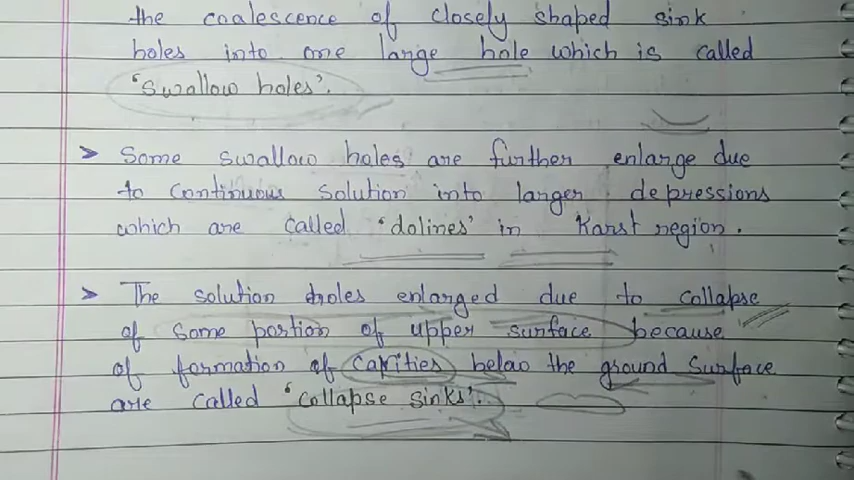 the coalescence of closely shaped sink
holes into one large hole which is called
'swallow holes'.
> Some swallow holes are further enlarge due
to continuous solution into larger depressions
which are called 'dolines' in Karst region.
> The solution holes enlarged due to collapse
of some portion of upper surface because
of formation of cavities below the ground surface
are called 'collapse sinks'.